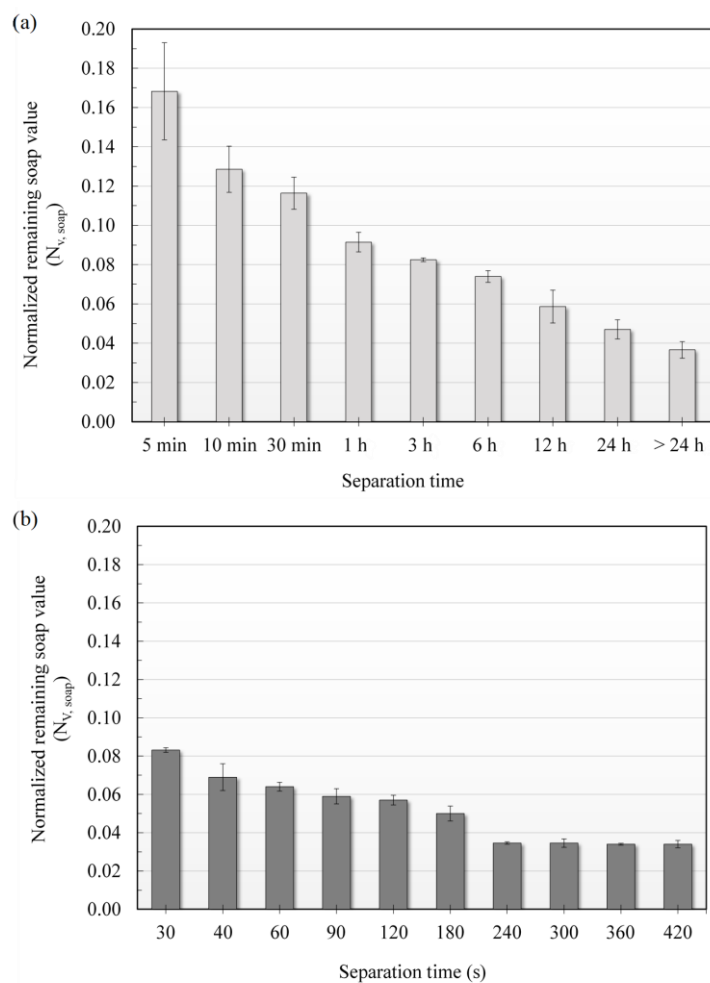 (a)
0.20
0.18
0.16
0.14
0.12
0.10
0.08
0.06
0.04
0.02
0.00
Normalized remaining soap value
(Nv, soap)
5 min 10 min 30 min 1 h 3 h 6 h 12 h 24 h > 24 h
Separation time
(b)
0.20
0.18
0.16
0.14
0.12
0.10
0.08
0.06
0.04
0.02
0.00
Normalized remaining soap value
(NV, soap)
30 40 60 90 120 180 240 300 360 420
Separation time (s)